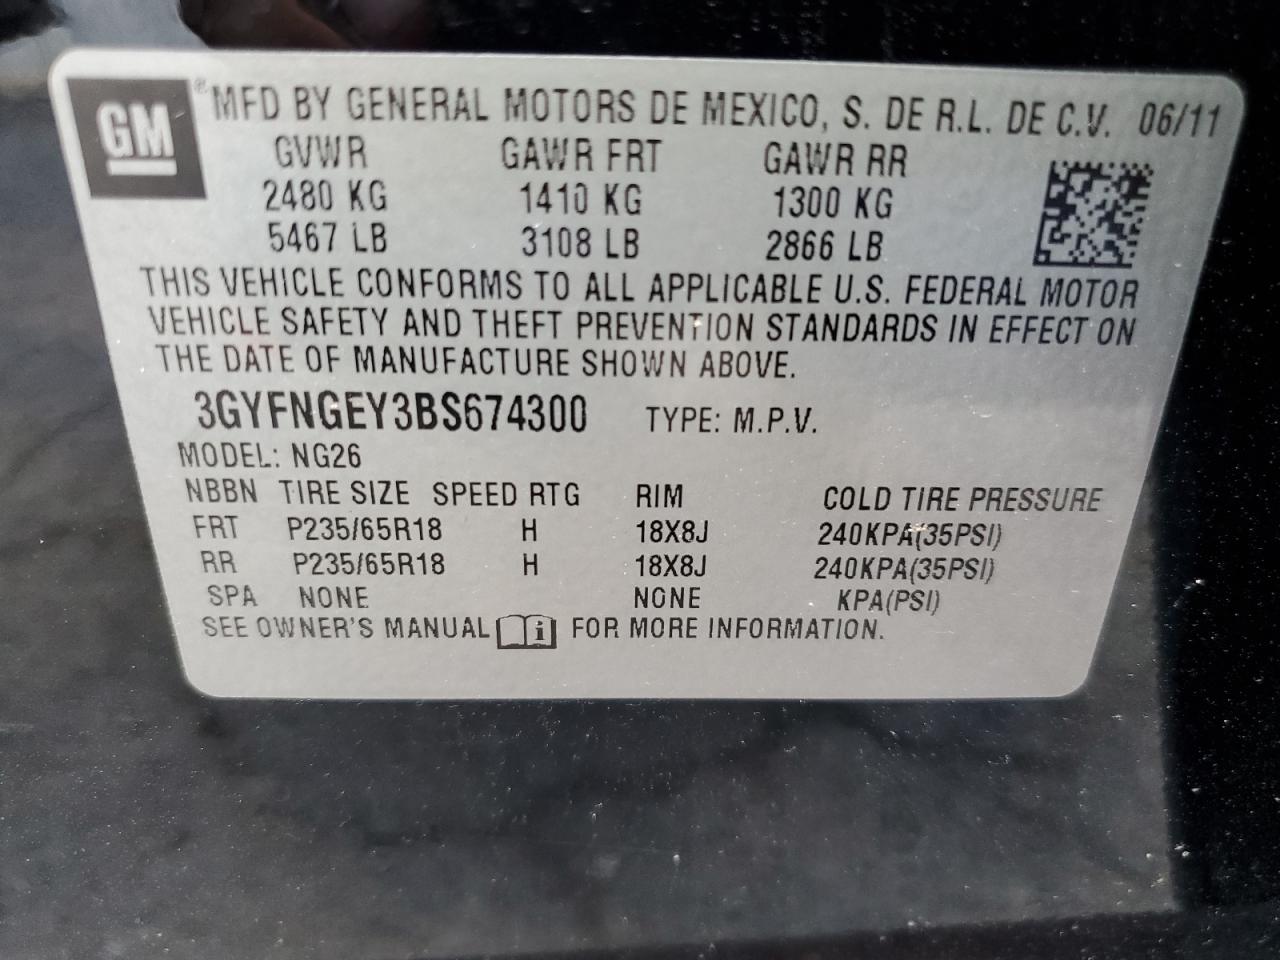 GM ® MFD BY GENERAL MOTORS DE MEXICO, S. DE R.L. DE C.V. 06/11
GVWR GAWR FRT GAWR RR
2480 KG 1410 KG 1300 KG
5467 LB 3108 LB 2866 LB
THIS VEHICLE CONFORMS TO ALL APPLICABLE U.S. FEDERAL MOTOR
VEHICLE SAFETY AND THEFT PREVENTION STANDARDS IN EFFECT ON
THE DATE OF MANUFACTURE SHOWN ABOVE.
3GYFNGEY3BS674300 TYPE: M.P.V.
MODEL: NG26
NBBN TIRE SIZE SPEED RTG RIM COLD TIRE PRESSURE
FRT P235/65R18 H 18X8J 240KPA(35PSI)
RR P235/65R18 H 18X8J 240KPA(35PSI)
SPA NONE NONE KPA(PSI)
SEE OWNER'S MANUAL i FOR MORE INFORMATION.